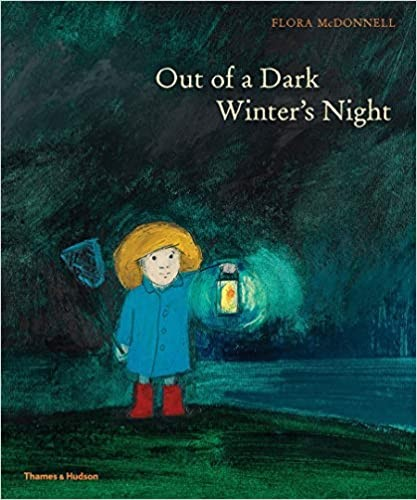 FLORA McDONNELL
Out of a Dark
Winter's Night
Thames & Hudson